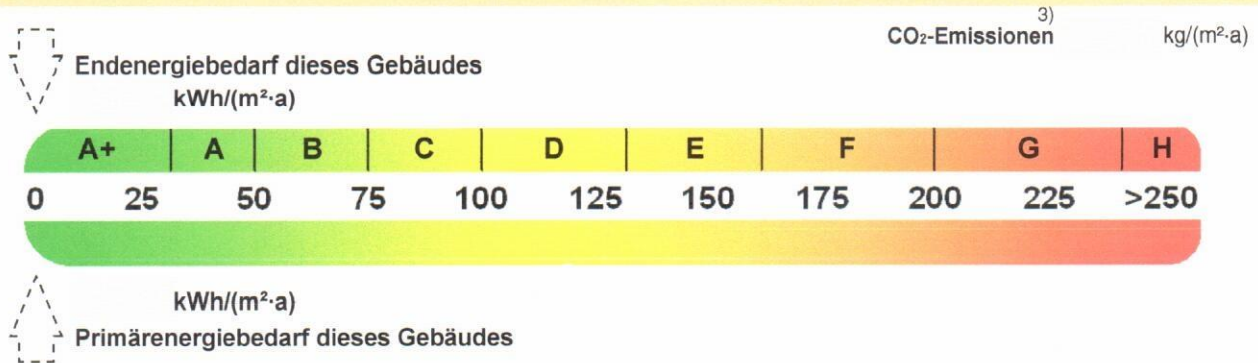 3)
CO₂-Emissionen kg/(m²·a)
Endenergiebedarf dieses Gebäudes
kWh/(m²·a)
A+ A B C D E F G H
0 25 50 75 100 125 150 175 200 225 >250
kWh/(m²·a)
Primärenergiebedarf dieses Gebäudes